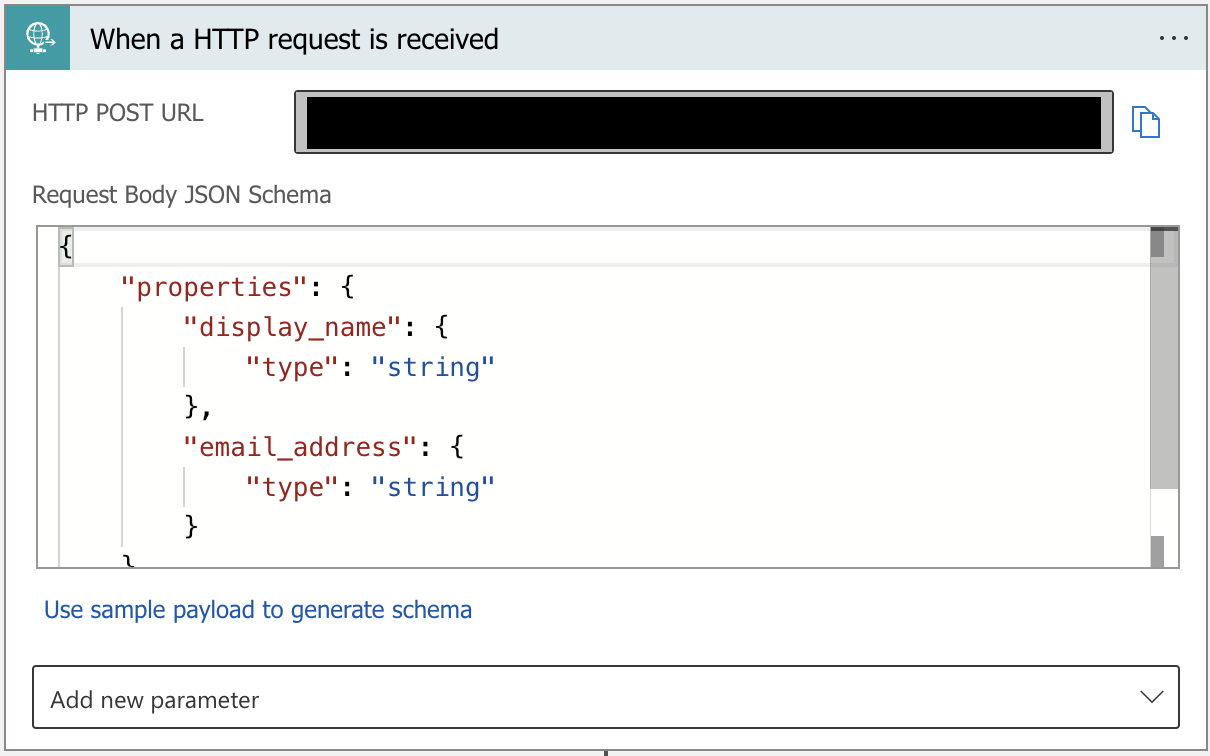 When a HTTP request is received
HTTP POST URL
Request Body JSON Schema
{
"properties": {
"display_name": {
"type": "string"
},
"email_address": {
"type": "string"
}
}
Use sample payload to generate schema
Add new parameter